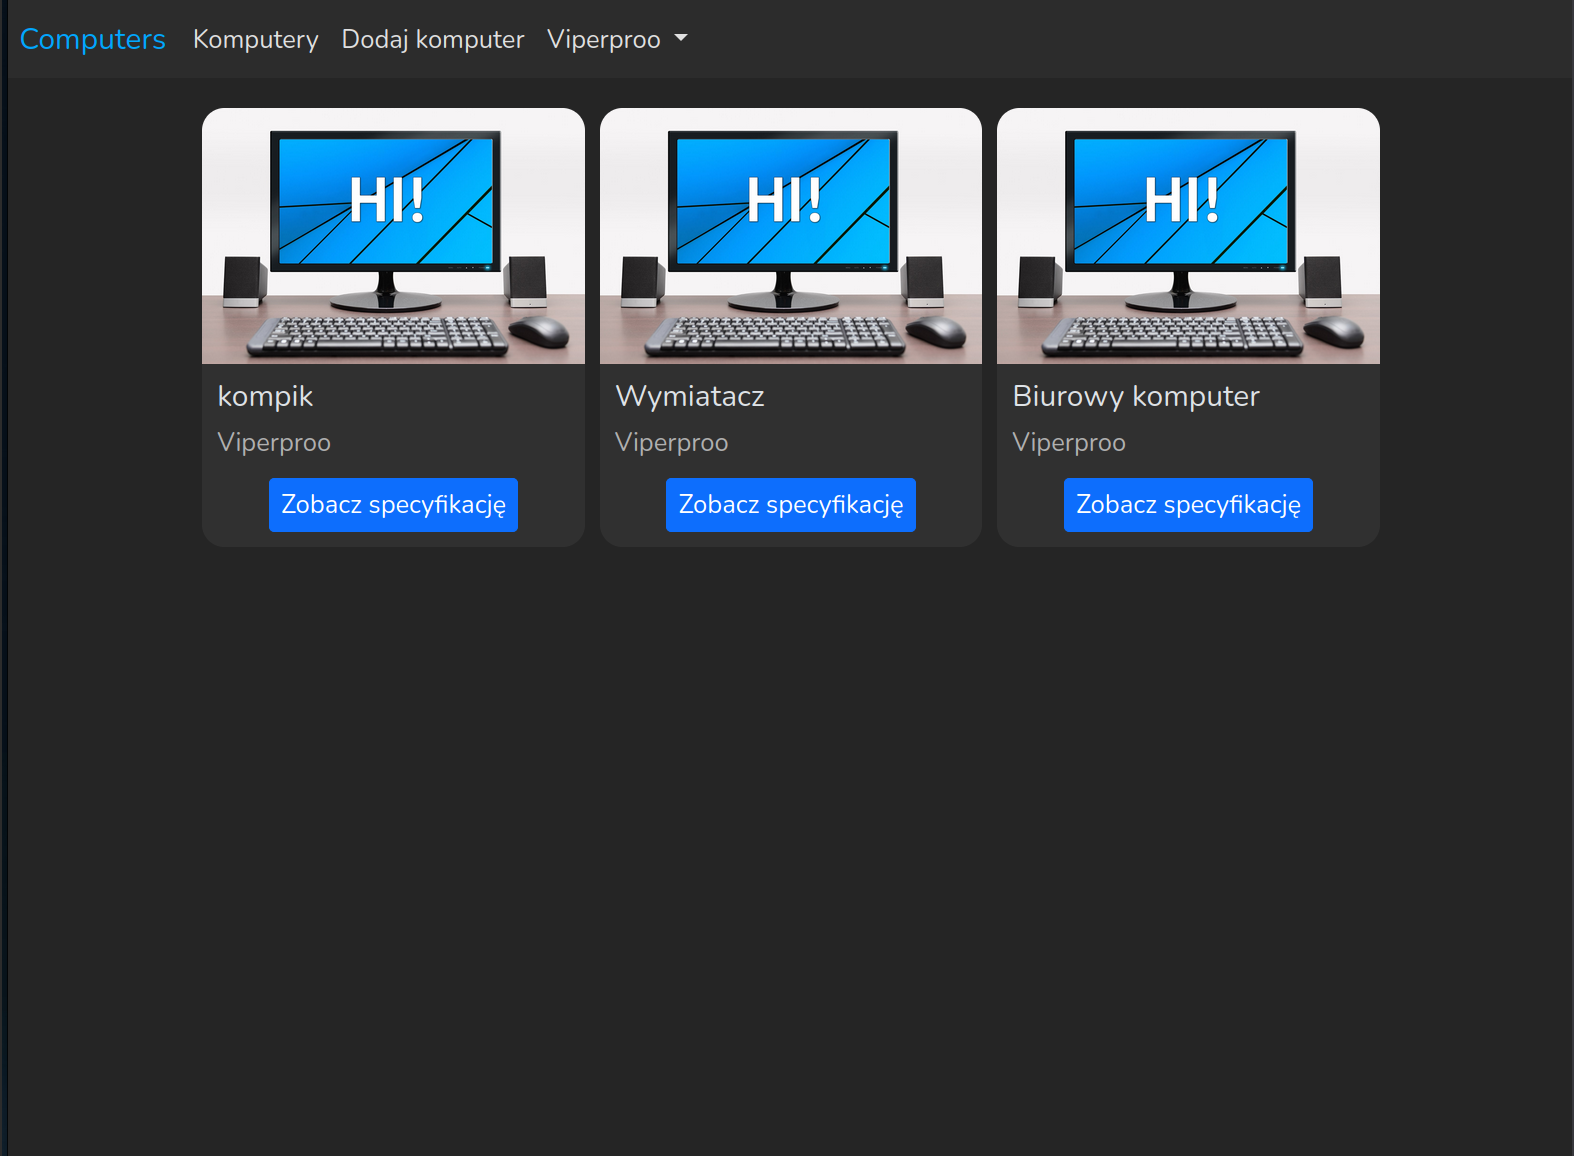 Computers Komputery Dodaj komputer Viperproo
HI! HI! HI!
kompik Wymiatacz Biurowy komputer
Viperproo Viperproo Viperproo
Zobacz specyfikację Zobacz specyfikację Zobacz specyfikację